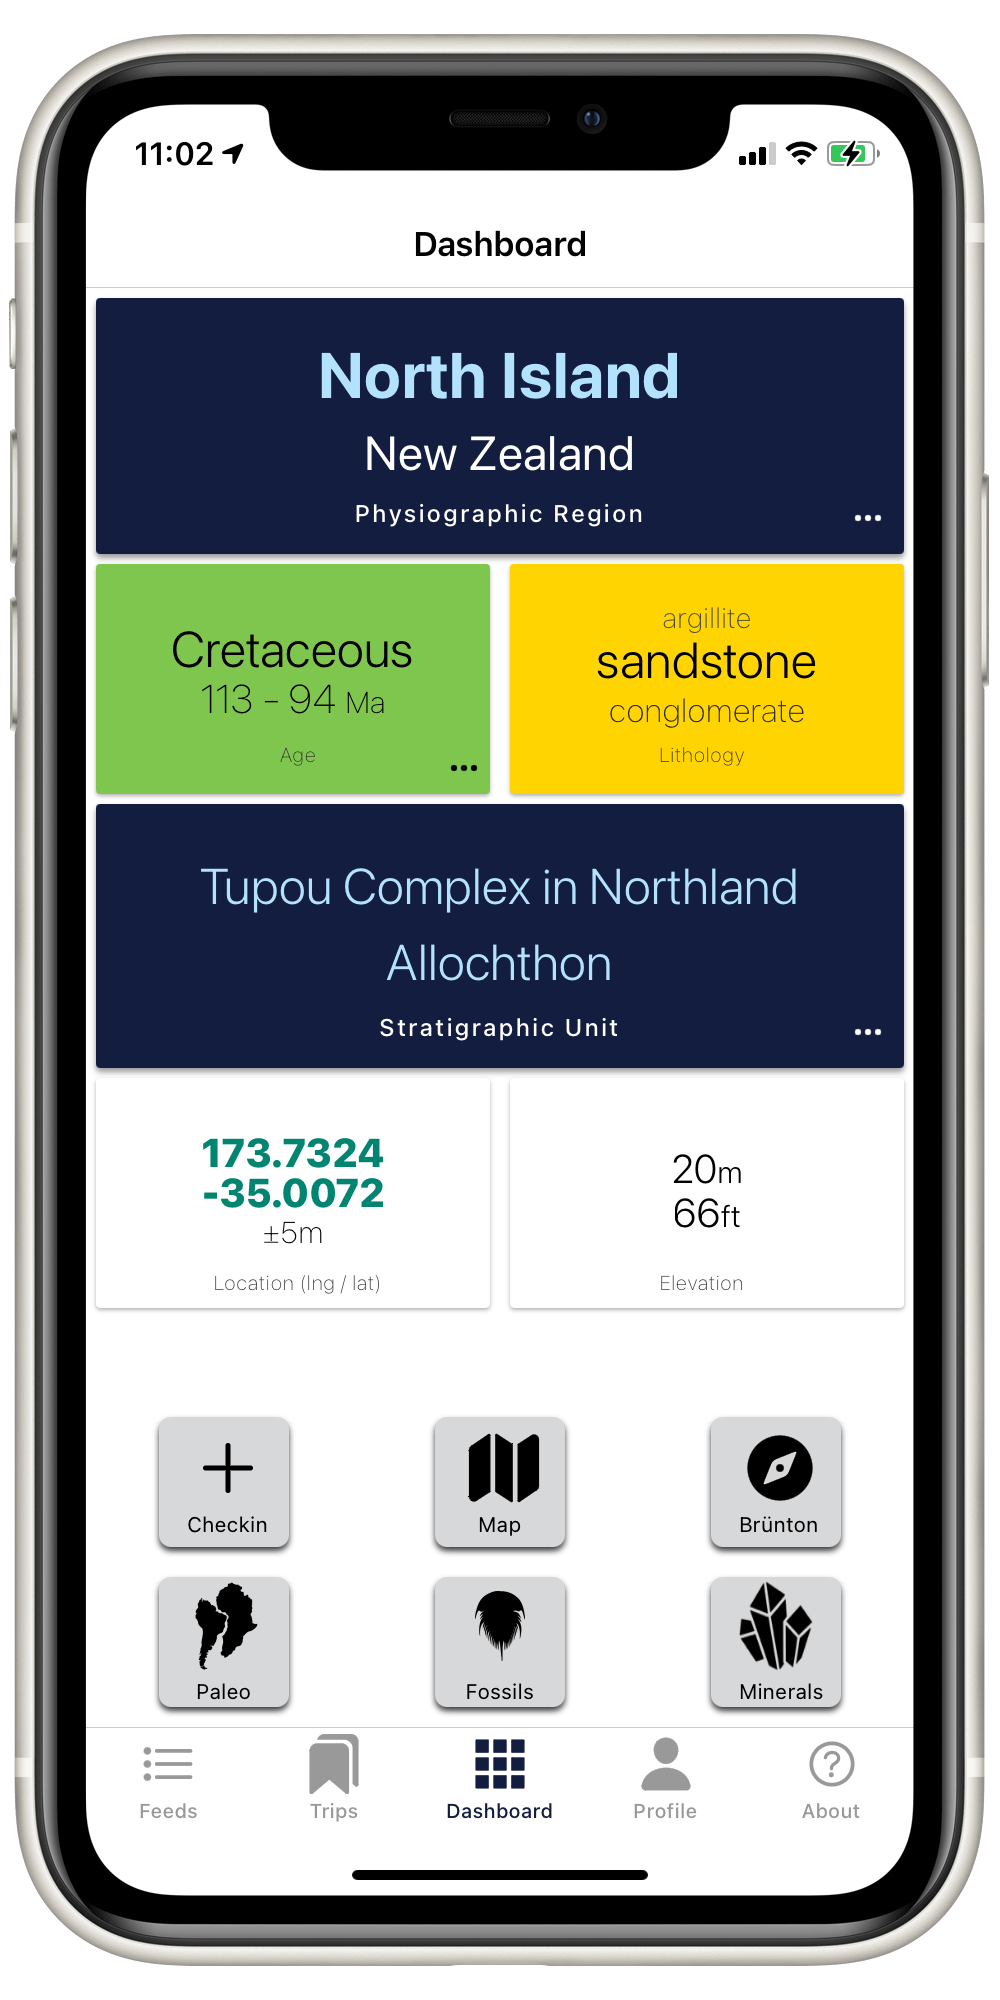 11:02
Dashboard
North Island
New Zealand
Physiographic Region
Cretaceous
113 - 94 Ma
Age
argillite
sandstone
conglomerate
Lithology
Tupou Complex in Northland
Allochthon
Stratigraphic Unit
173.7324
-35.0072
±5m
Location (lng / lat)
20m
66ft
Elevation
Checkin
Map
Brünton
Paleo
Fossils
Minerals
Feeds
Trips
Dashboard
Profile
About